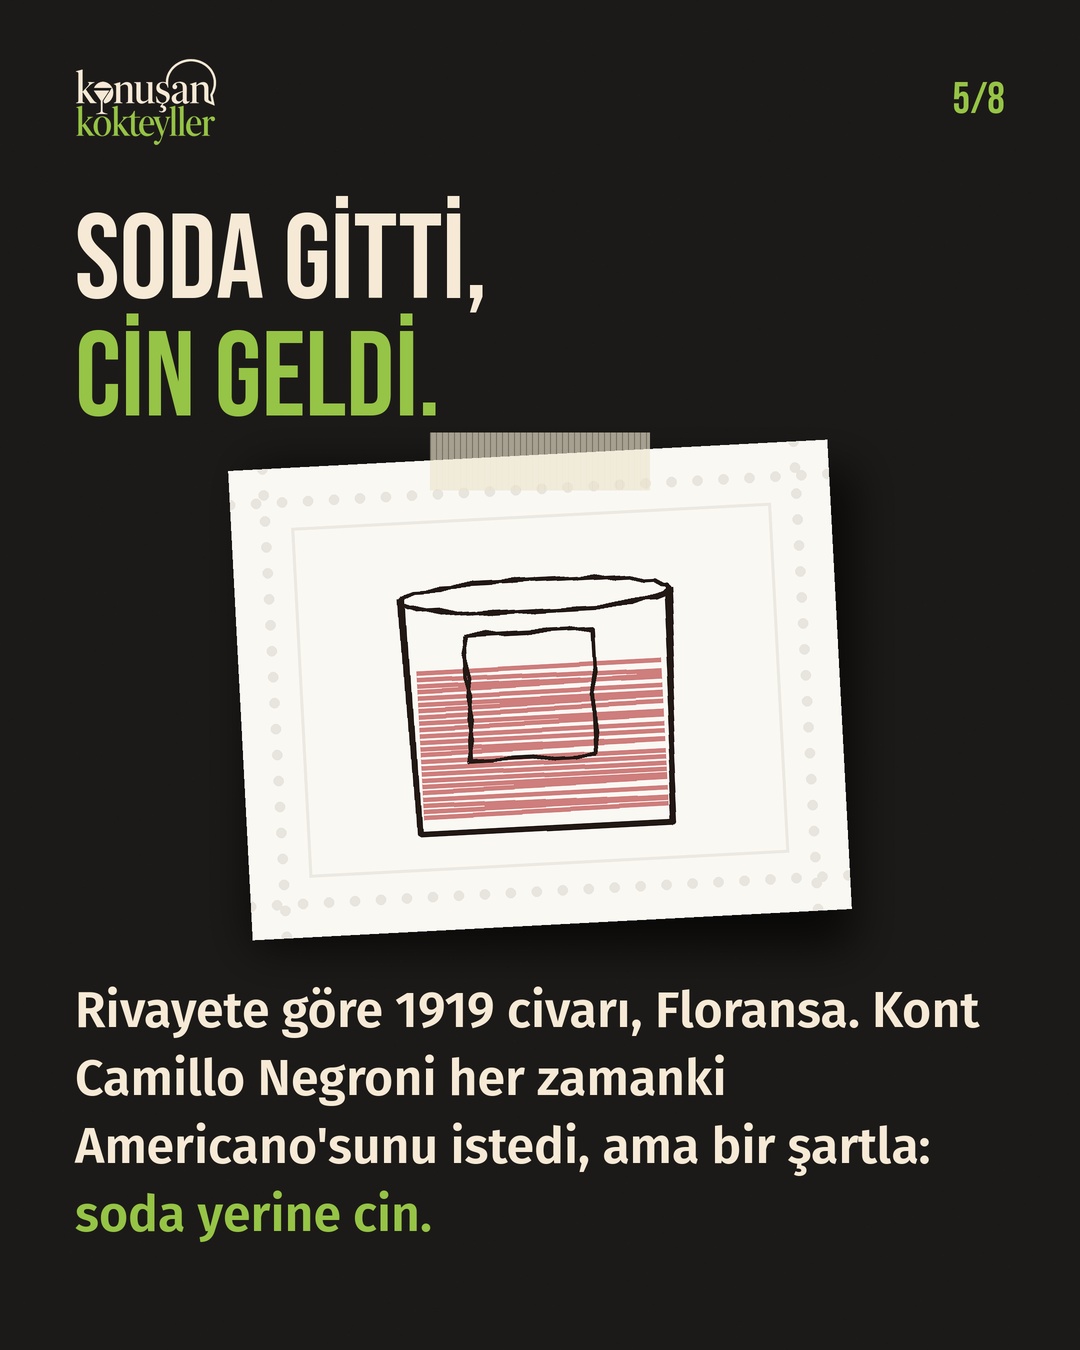 konuşan
kokteyller
5/8
SODA GİTTİ,
CİN GELDİ.
Rivayete göre 1919 civarı, Floransa. Kont
Camillo Negroni her zamanki
Americano'sunu istedi, ama bir şartla:
soda yerine cin.